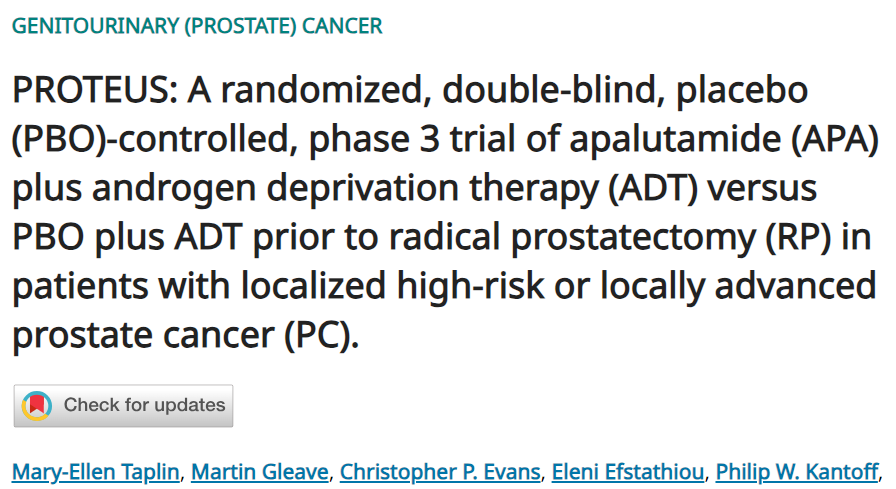 GENITOURINARY (PROSTATE) CANCER
PROTEUS: A randomized, double-blind, placebo
(PBO)-controlled, phase 3 trial of apalutamide (APA)
plus androgen deprivation therapy (ADT) versus
PBO plus ADT prior to radical prostatectomy (RP) in
patients with localized high-risk or locally advanced
prostate cancer (PC).
Check for updates
Mary-Ellen Taplin, Martin Gleave, Christopher P. Evans, Eleni Efstathiou, Philip W. Kantoff,